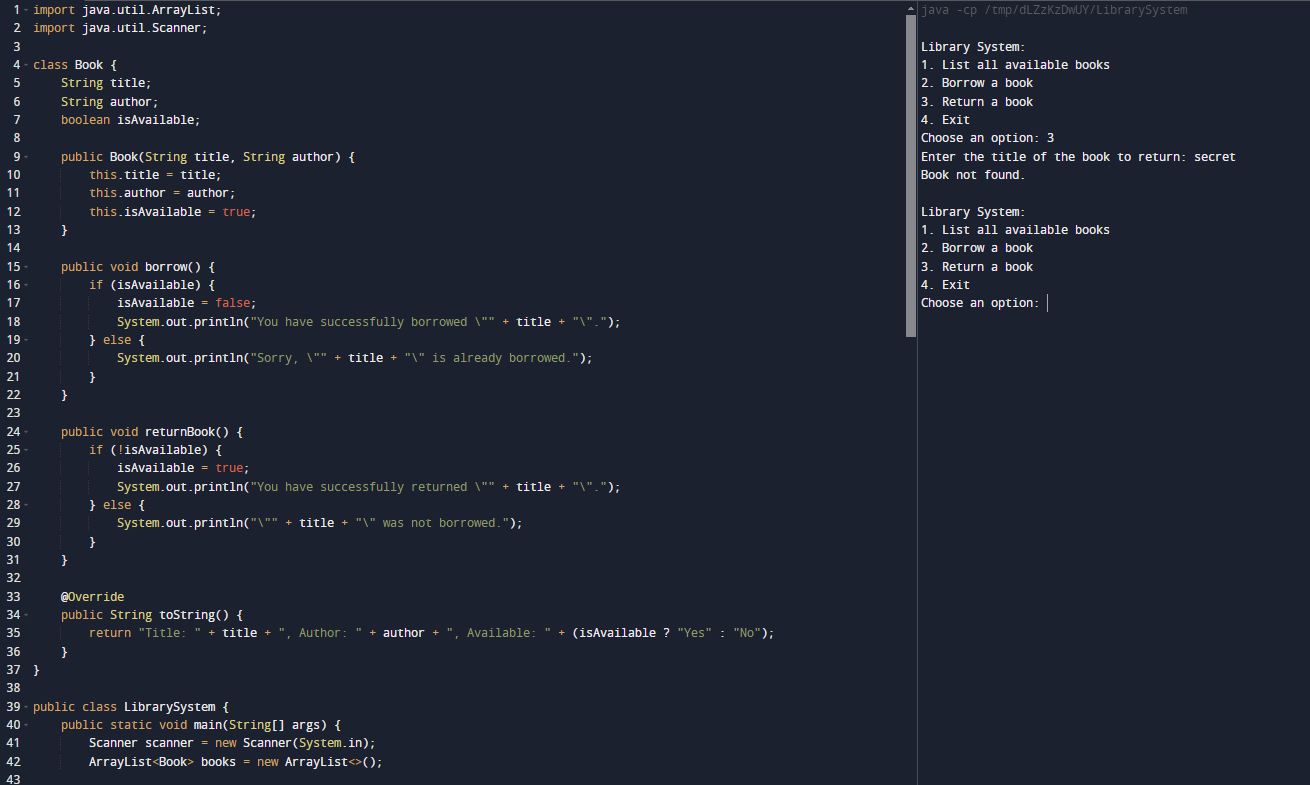 1 import java.util.ArrayList;
2 import java.util.Scanner;
3
4 class Book {
5     String title;
6     String author;
7     boolean isAvailable;
8
9     public Book(String title, String author) {
10         this.title = title;
11         this.author = author;
12         this.isAvailable = true;
13     }
14
15     public void borrow() {
16         if (isAvailable) {
17             isAvailable = false;
18             System.out.println("You have successfully borrowed \"" + title + "\".");
19         } else {
20             System.out.println("Sorry, \"" + title + "\" is already borrowed.");
21         }
22     }
23
24     public void returnBook() {
25         if (!isAvailable) {
26             isAvailable = true;
27             System.out.println("You have successfully returned \"" + title + "\".");
28         } else {
29             System.out.println("\"" + title + "\" was not borrowed.");
30         }
31     }
32
33     @Override
34     public String toString() {
35         return "Title: " + title + ", Author: " + author + ", Available: " + (isAvailable ? "Yes" : "No");
36     }
37 }
38
39 public class LibrarySystem {
40     public static void main(String[] args) {
41         Scanner scanner = new Scanner(System.in);
42         ArrayList<Book> books = new ArrayList<>();
43
java -cp /tmp/dLZzKzDwUY/LibrarySystem
Library System:
1. List all available books
2. Borrow a book
3. Return a book
4. Exit
Choose an option: 3
Enter the title of the book to return: secret
Book not found.
Library System:
1. List all available books
2. Borrow a book
3. Return a book
4. Exit
Choose an option: